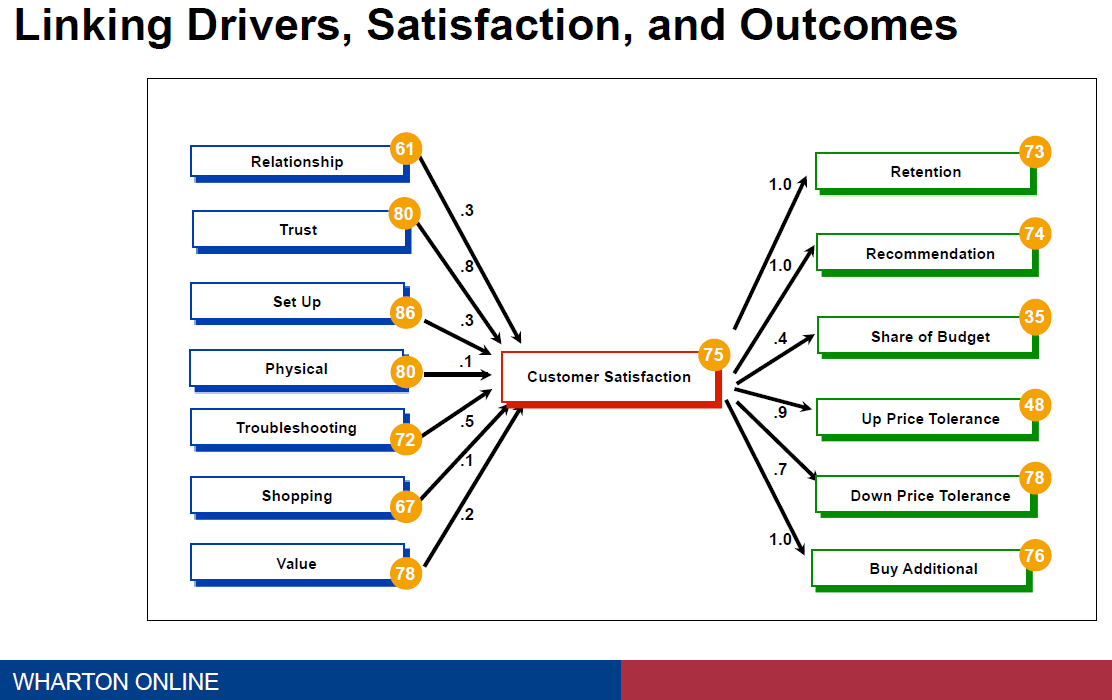 Linking Drivers, Satisfaction, and Outcomes
Relationship
61
.3
Trust
80
.8
Set Up
86
.3
Physical
80
.1
Troubleshooting
72
.5
Shopping
67
.1
Value
78
.2
Customer Satisfaction
75
1.0
Retention
73
1.0
Recommendation
74
.4
Share of Budget
35
.9
Up Price Tolerance
48
.7
Down Price Tolerance
78
1.0
Buy Additional
76
WHARTON ONLINE